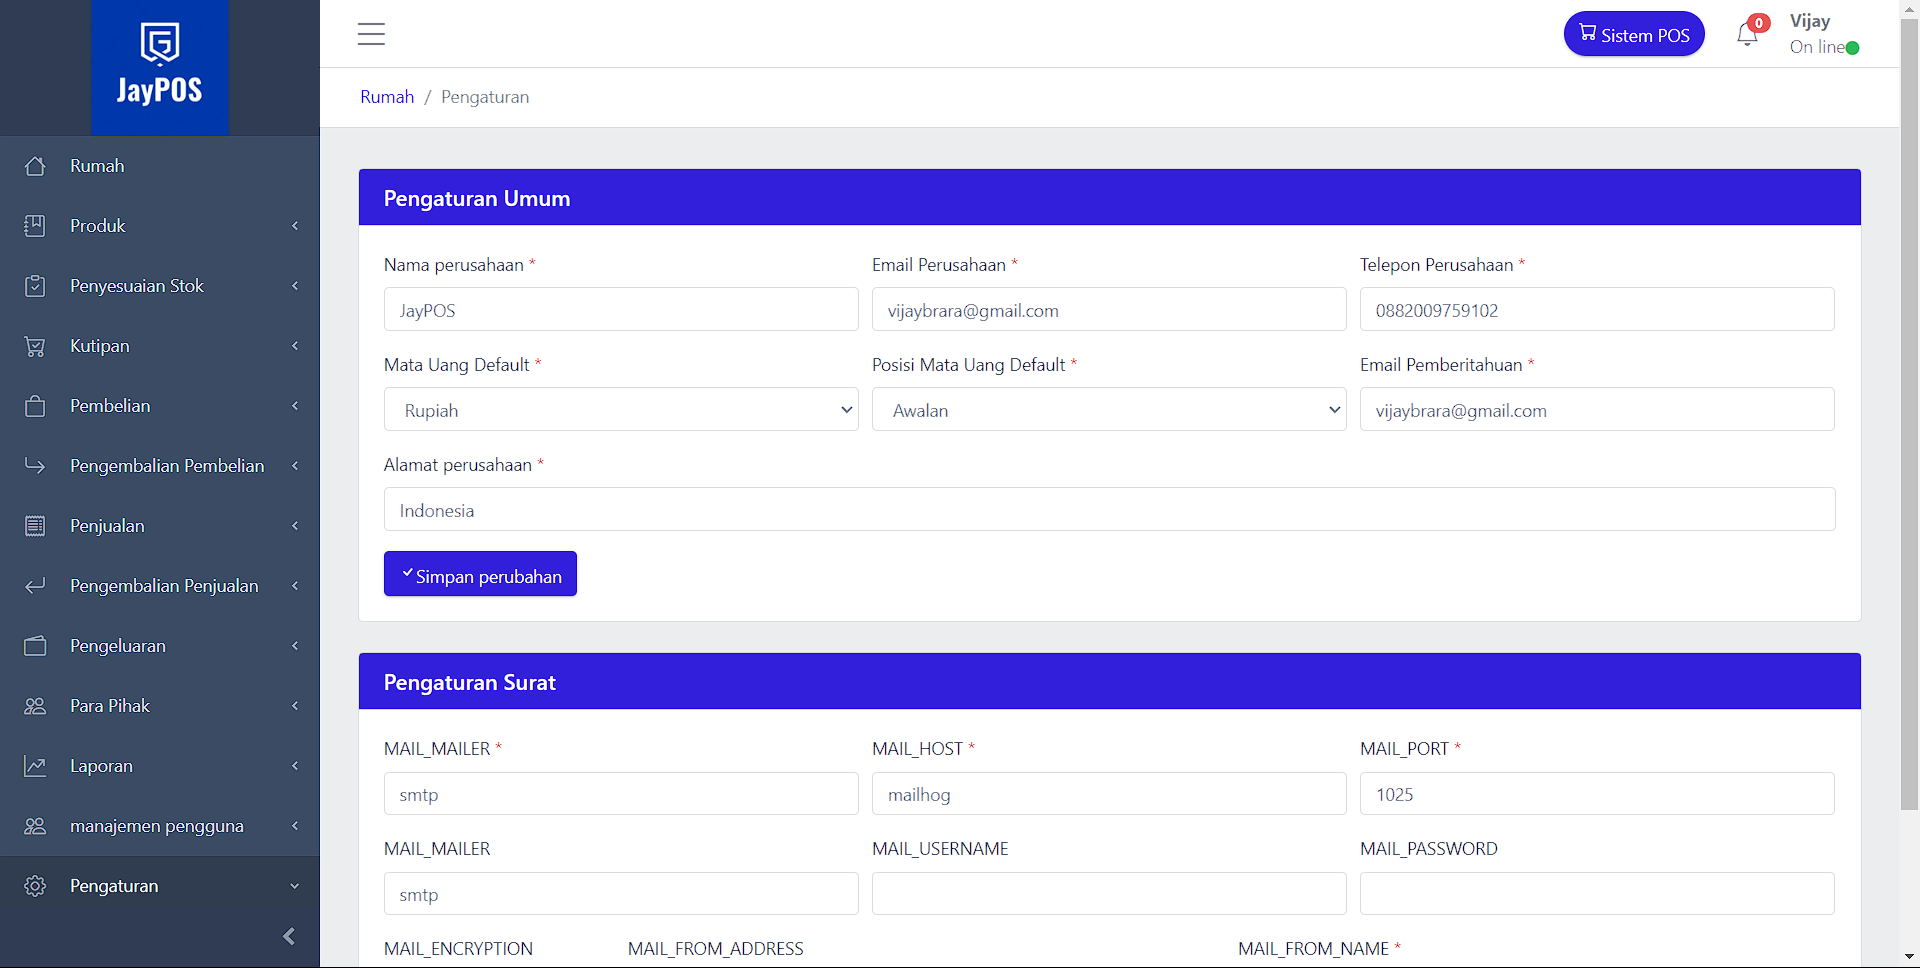 JayPOS
Rumah
Produk
Penyesuaian Stok
Kutipan
Pembelian
Pengembalian Pembelian
Penjualan
Pengembalian Penjualan
Pengeluaran
Para Pihak
Laporan
manajemen pengguna
Pengaturan
Sistem POS
0
Vijay
On line
Rumah / Pengaturan
Pengaturan Umum
Nama perusahaan * Email Perusahaan * Telepon Perusahaan *
JayPOS vijaybrara@gmail.com 0882009759102
Mata Uang Default * Posisi Mata Uang Default * Email Pemberitahuan *
Rupiah Awalan vijaybrara@gmail.com
Alamat perusahaan *
Indonesia
Simpan perubahan
Pengaturan Surat
MAIL_MAILER * MAIL_HOST * MAIL_PORT *
smtp mailhog 1025
MAIL_MAILER MAIL_USERNAME MAIL_PASSWORD
smtp
MAIL_ENCRYPTION MAIL_FROM_ADDRESS MAIL_FROM_NAME *